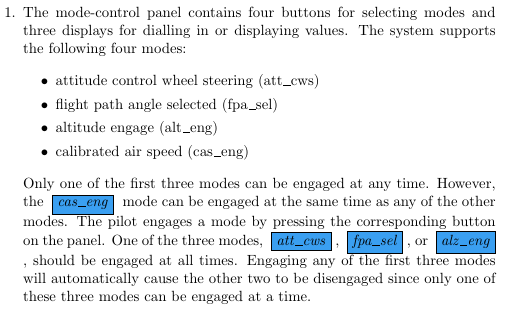 1. The mode-control panel contains four buttons for selecting modes and
three displays for dialling in or displaying values. The system supports
the following four modes:
• attitude control wheel steering (att_cws)
• flight path angle selected (fpa_sel)
• altitude engage (alt_eng)
• calibrated air speed (cas_eng)
Only one of the first three modes can be engaged at any time. However,
the cas_eng mode can be engaged at the same time as any of the other
modes. The pilot engages a mode by pressing the corresponding button
on the panel. One of the three modes, att_cws , fpa_sel , or alz_eng
, should be engaged at all times. Engaging any of the first three modes
will automatically cause the other two to be disengaged since only one of
these three modes can be engaged at a time.